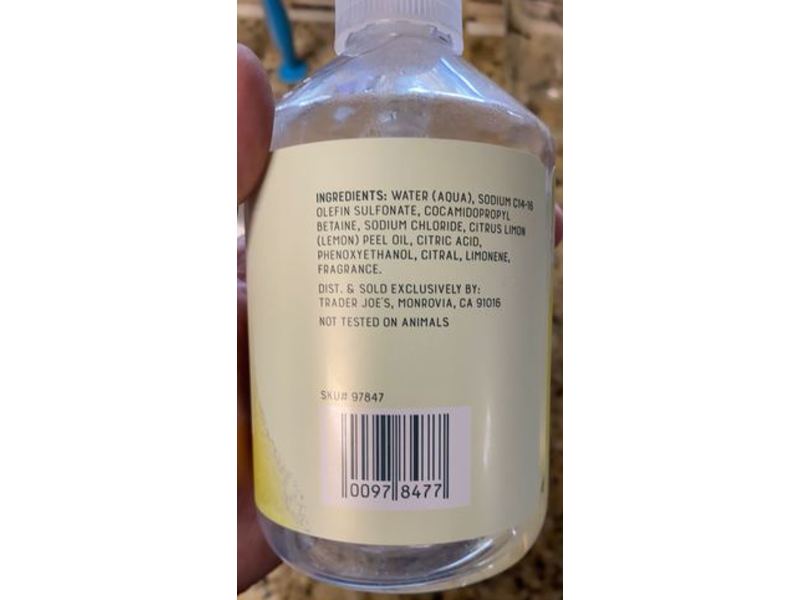 INGREDIENTS: WATER (AQUA), SODIUM C14-16
OLEFIN SULFONATE, COCAMIDOPROPYL
BETAINE, SODIUM CHLORIDE, CITRUS LIMON
(LEMON) PEEL OIL, CITRIC ACID,
PHENOXYETHANOL, CITRAL, LIMONENE,
FRAGRANCE.
DIST. & SOLD EXCLUSIVELY BY:
TRADER JOE'S, MONROVIA, CA 91016
NOT TESTED ON ANIMALS
SKU# 97847
0097 8477